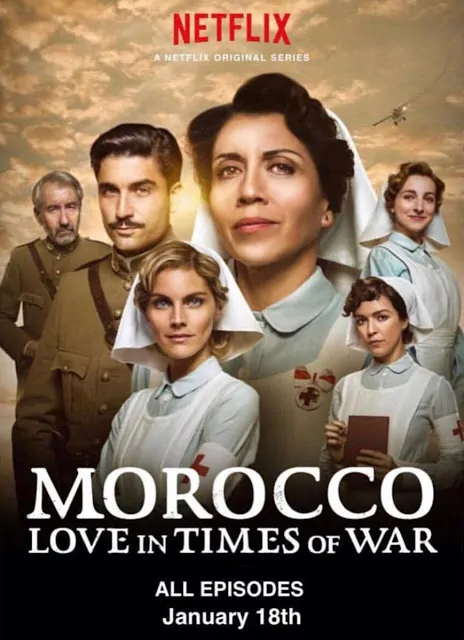 NETFLIX
A NETFLIX ORIGINAL SERIES
MOROCCO
LOVE IN TIMES OF WAR
ALL EPISODES
January 18th